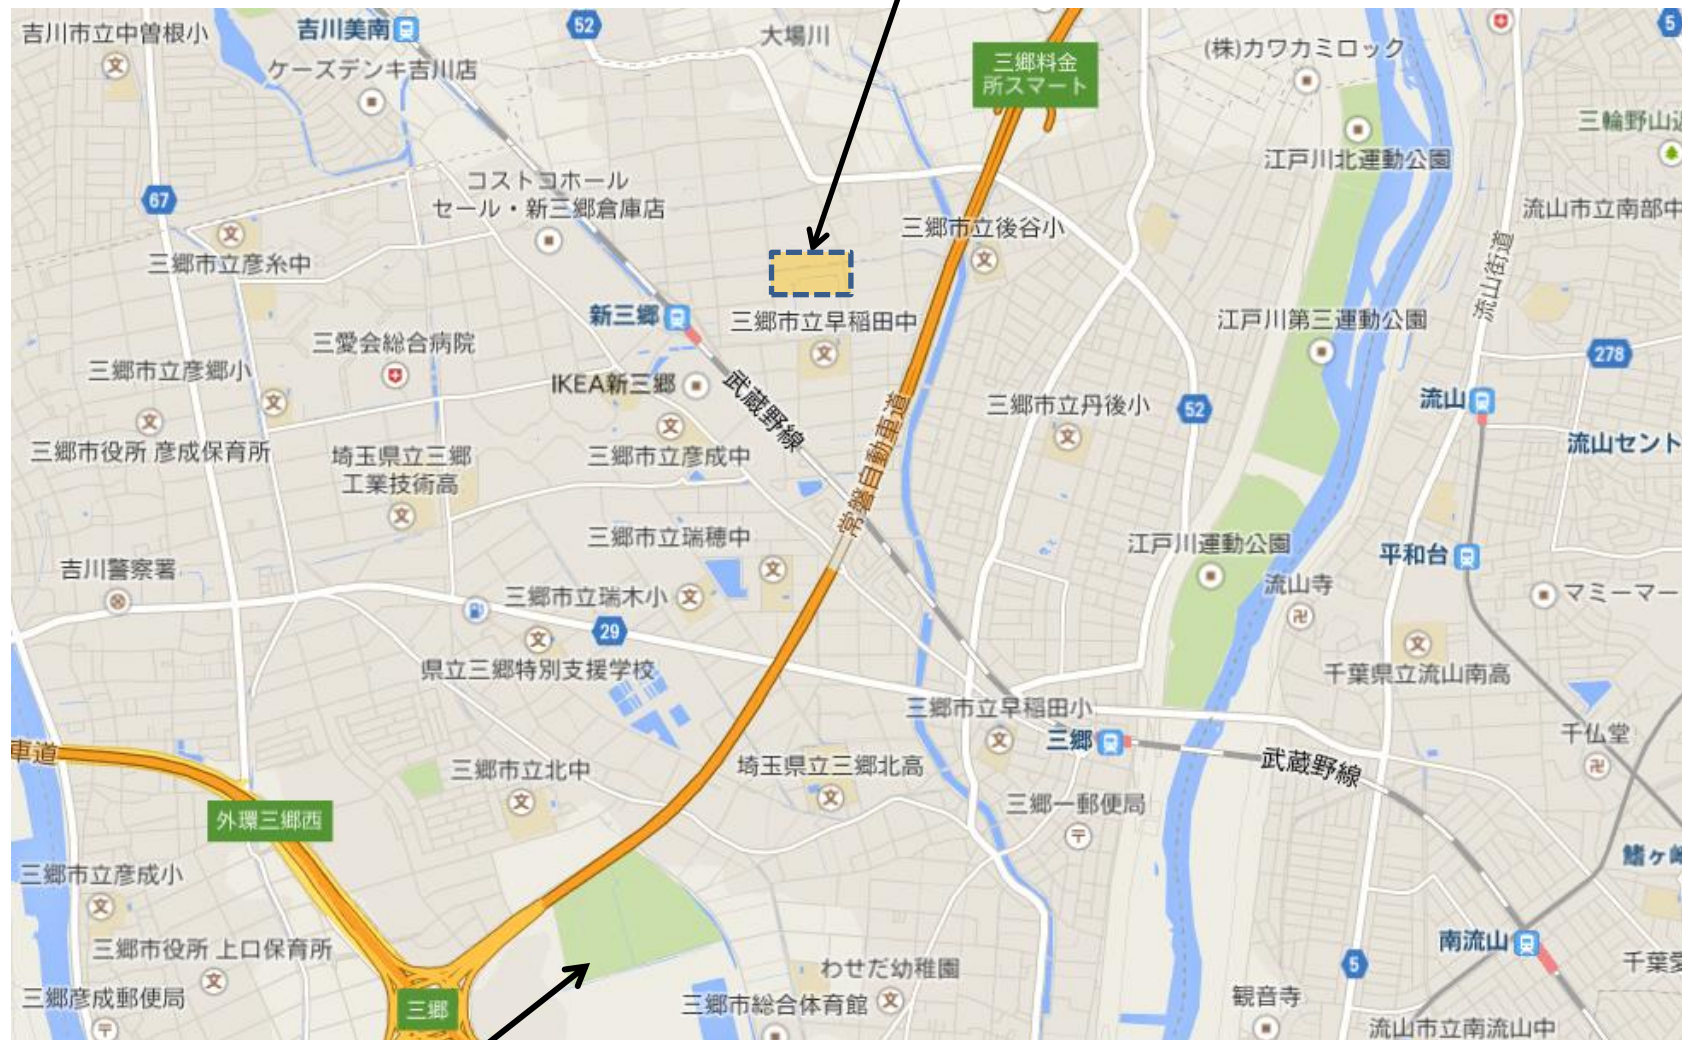 吉川市立中曽根小
吉川美南
52
大場川
三郷料金
所スマート
(株)カワカミロック
5
ケーズデンキ吉川店
三輪野山
江戸川北運動公園
67
コストコホール
セール・新三郷倉庫店
三郷市立後谷小
流山市立南部中
三郷市立彦糸中
流山街道
新三郷
三郷市立早稲田中
江戸川第三運動公園
三愛会総合病院
278
三郷市立彦郷小
IKEA新三郷
武蔵野線
常磐自動車道
三郷市立丹後小
52
流山
三郷市役所 彦成保育所
埼玉県立三郷
工業技術高
三郷市立彦成中
流山セント
三郷市立瑞穂中
江戸川運動公園
平和台
吉川警察署
三郷市立瑞木小
流山寺
マミーマー
29
県立三郷特別支援学校
千葉県立流山南高
三郷市立早稲田小
三郷
千仏堂
車道
三郷市立北中
埼玉県立三郷北高
武蔵野線
外環三郷西
三郷一郵便局
三郷市立彦成小
鰭ヶ崎
三郷市役所 上口保育所
わせだ幼稚園
南流山
5
千葉愛
三郷彦成郵便局
三郷
三郷市総合体育館
観音寺
流山市立南流山中